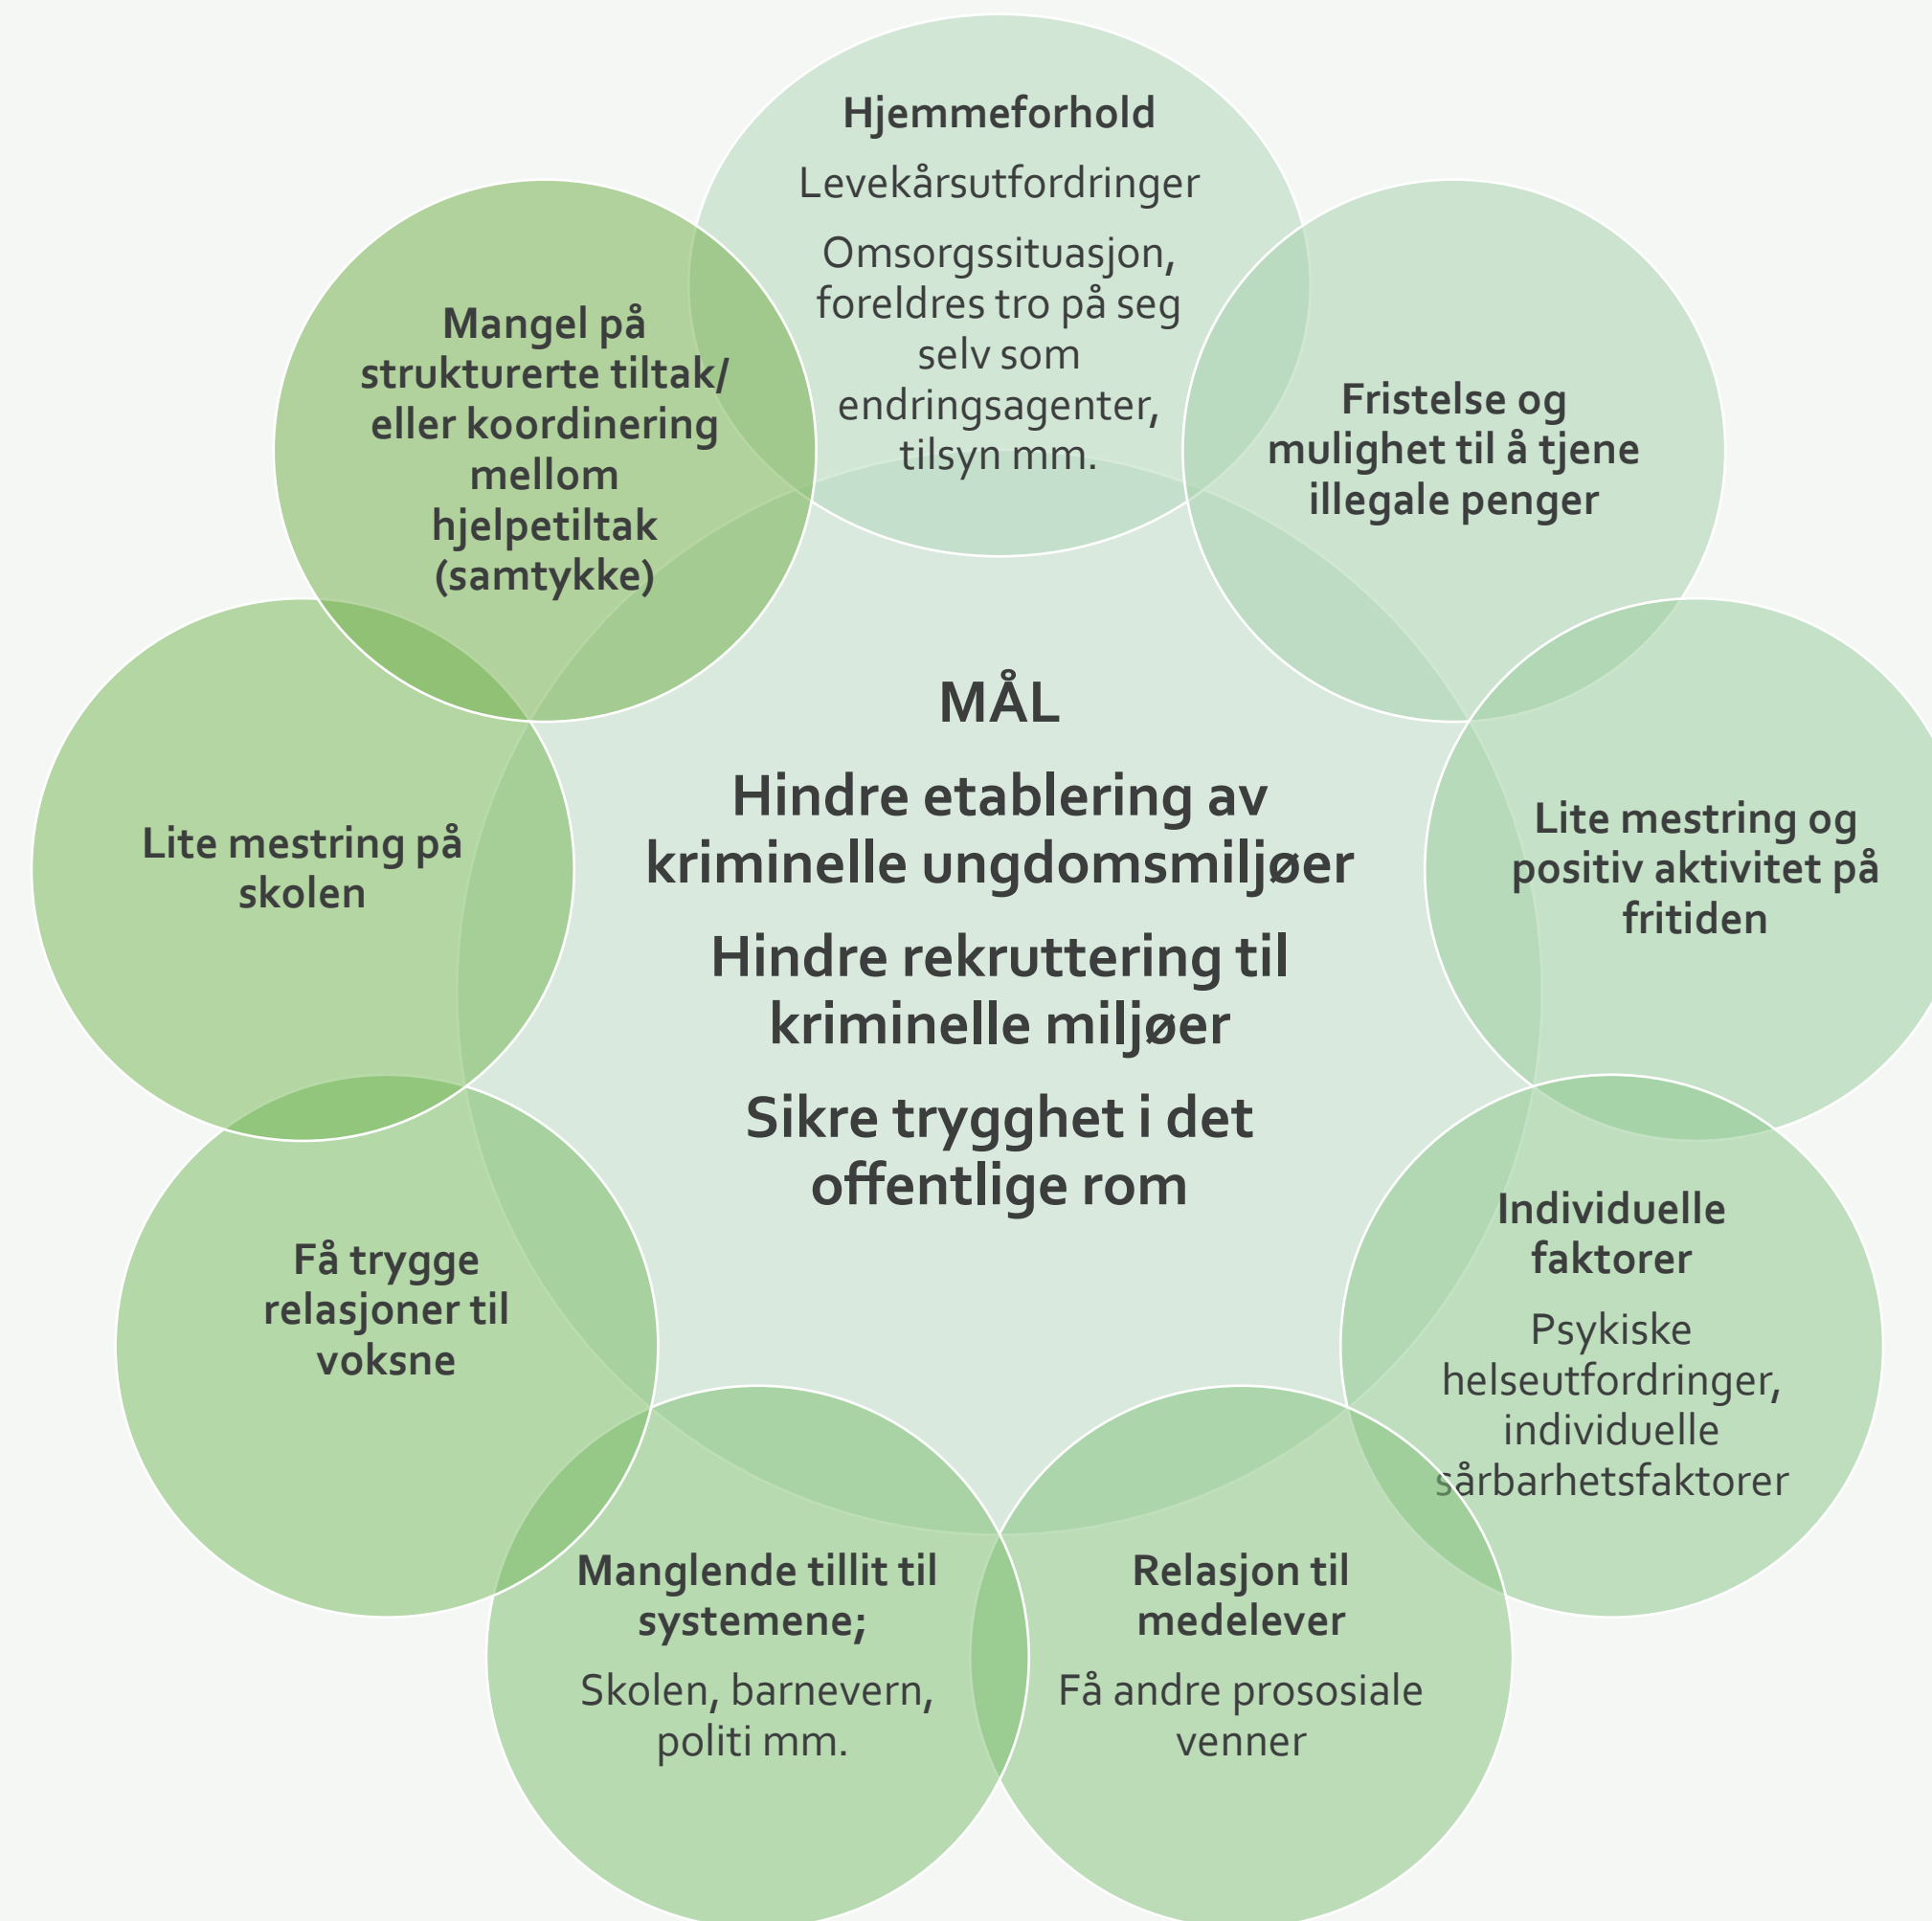 Hjemmeforhold
Levekårsutfordringer
Omsorgssituasjon,
foreldres tro på seg
selv som
endringsagenter,
tilsyn mm.
Fristelse og
mulighet til å tjene
illegale penger
Lite mestring og
positiv aktivitet på
fritiden
Individuelle
faktorer
Psykiske
helseutfordringer,
individuelle
sårbarhetsfaktorer
Relasjon til
medelever
Få andre prososiale
venner
Manglende tillit til
systemene;
Skolen, barnevern,
politi mm.
Få trygge
relasjoner til
voksne
Lite mestring på
skolen
Mangel på
strukturerte tiltak/
eller koordinering
mellom
hjelpetiltak
(samtykke)
MÅL
Hindre etablering av
kriminelle ungdomsmiljøer
Hindre rekruttering til
kriminelle miljøer
Sikre trygghet i det
offentlige rom